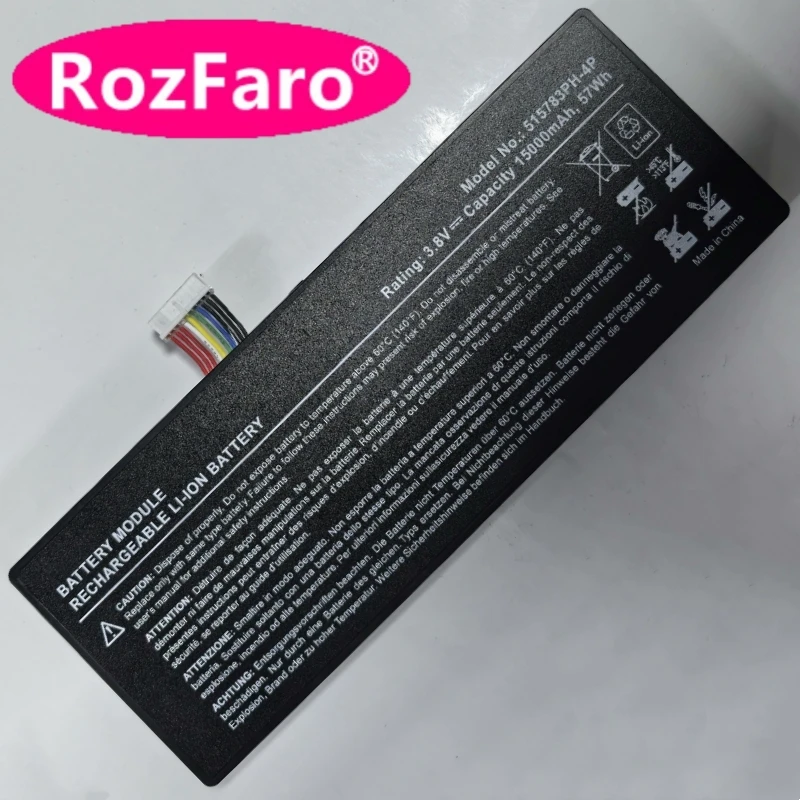 RozFaro®
Model No.: 515783PH-4P
Rating: 3.8V ⎓ Capacity 15000mAh, 57Wh
Li-ion
Made in China
BATTERY MODULE
RECHARGEABLE LI-ION BATTERY
CAUTION: Dispose of properly. Do not expose battery to temperature above 60°C (140°F). Do not disassemble or mistreat battery.
Replace only with same type battery. Failure to follow these instructions may present risk of explosion, fire or high temperatures. See
user's manual for additional safety instructions.
ATTENTION: Détruire de façon adéquate. Ne pas exposer la batterie à une température supérieure à 60°C (140°F). Ne pas
démonter ni faire de mauvaises manipulations sur la batterie. Remplacer la batterie par une batterie seulement. Le non-respect des
présentes instructions peut entraîner des risques d'explosion, d'incendie ou d'échauffement. Pour en savoir plus sur les règles de
sécurité, se reporter au guide d'utilisation.
ATTENZIONE: Smaltire in modo adeguato. Non esporre la batteria a temperature superiori a 60°C. Non smontare o danneggiare la
batteria. Sostituire soltanto con una batteria dello stesso tipo. La mancata osservazione di queste istruzioni comporta il rischio di
esplosione, incendio od alte temperature. Per ulteriori informazioni sullasicurezza vedere il manuale d'uso.
ACHTUNG: Entsorgungsvorschriften beachten. Die Batterie nicht Temperaturen über 60°C aussetzen. Batterie nicht zerlegen oder
beschädigen. Nur durch eine Batterie des gleichen Typs ersetzen. Bei Nichtbeachtung dieser Hinweise besteht die Gefahr von
Explosion, Brand oder zu hoher Temperatur Weitere Sicherheitshinweise befinden sich im Handbuch.